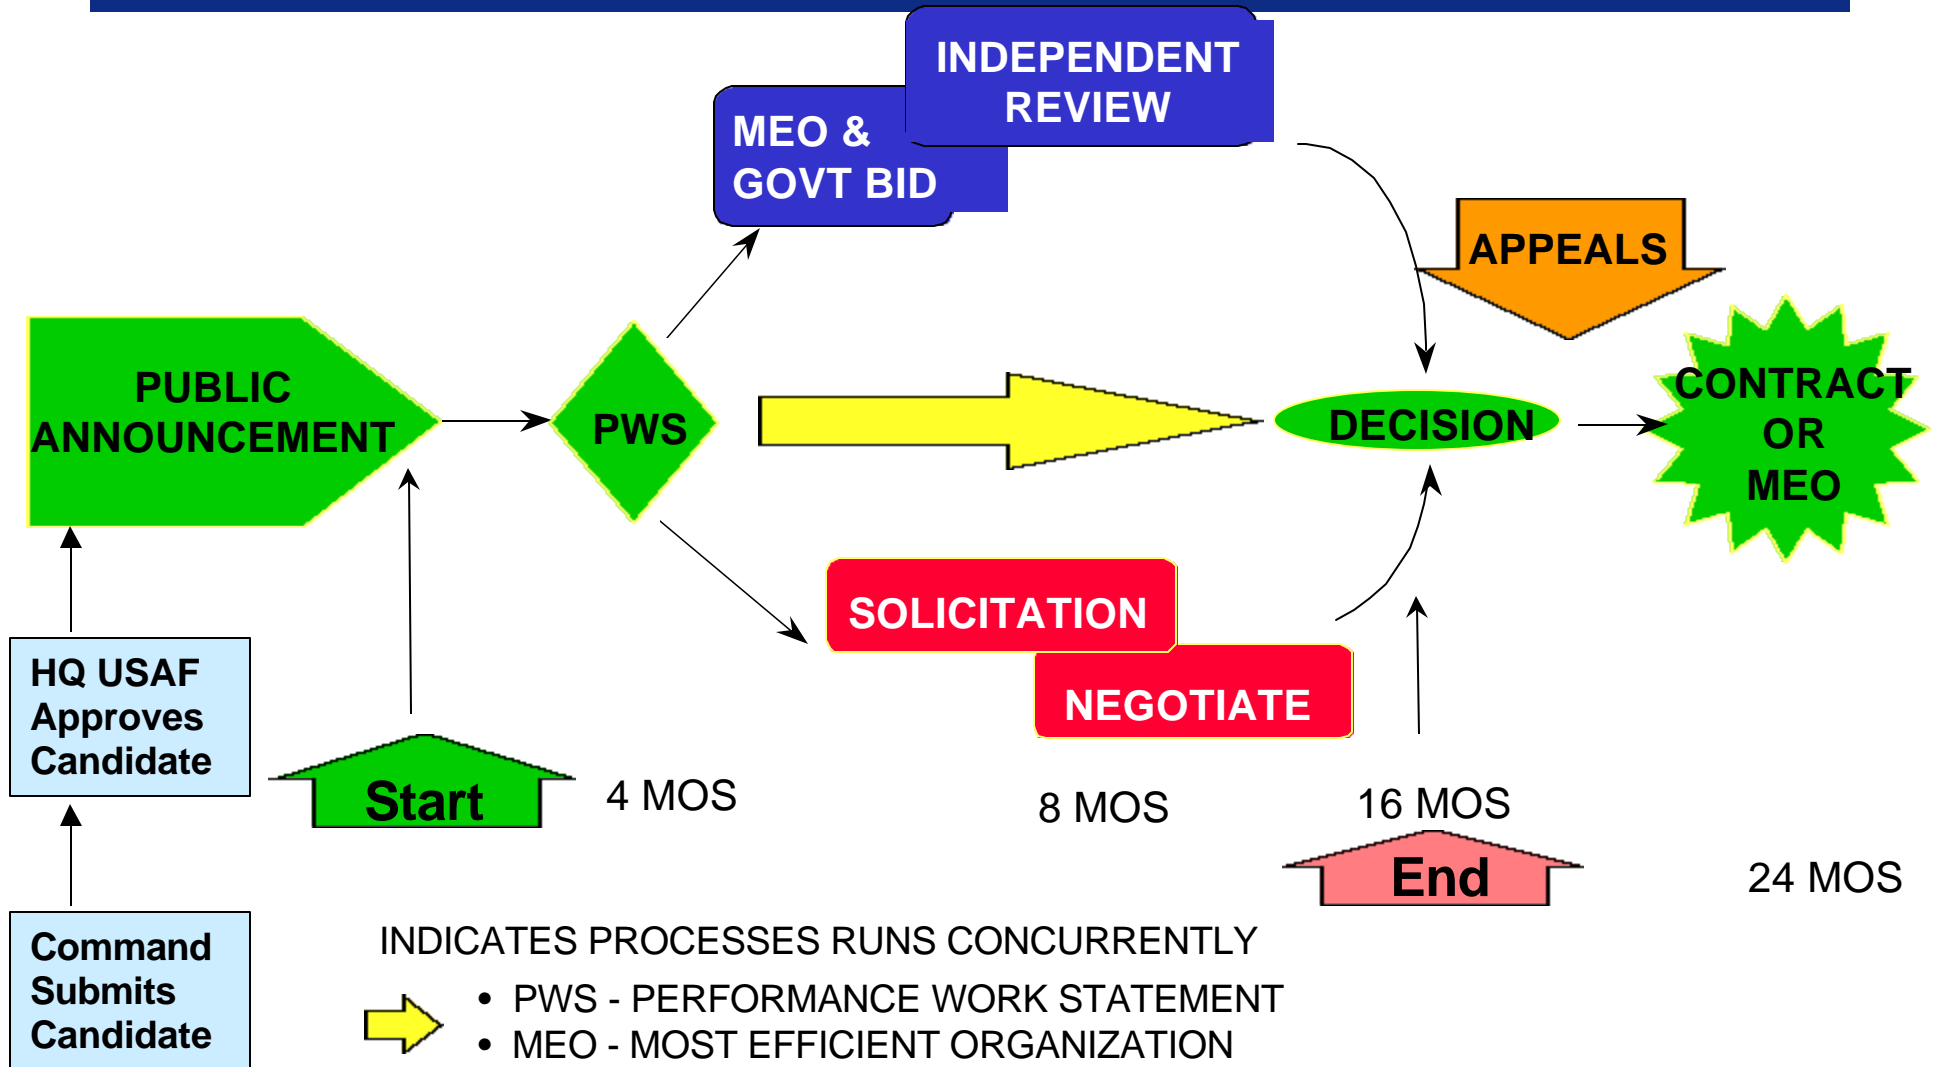 INDEPENDENT
REVIEW
MEO &
GOVT BID
APPEALS
PUBLIC
ANNOUNCEMENT
PWS
DECISION
CONTRACT
OR
MEO
SOLICITATION
NEGOTIATE
HQ USAF
Approves
Candidate
Start
4 MOS
8 MOS
16 MOS
End
24 MOS
Command
Submits
Candidate
INDICATES PROCESSES RUNS CONCURRENTLY
• PWS - PERFORMANCE WORK STATEMENT
• MEO - MOST EFFICIENT ORGANIZATION